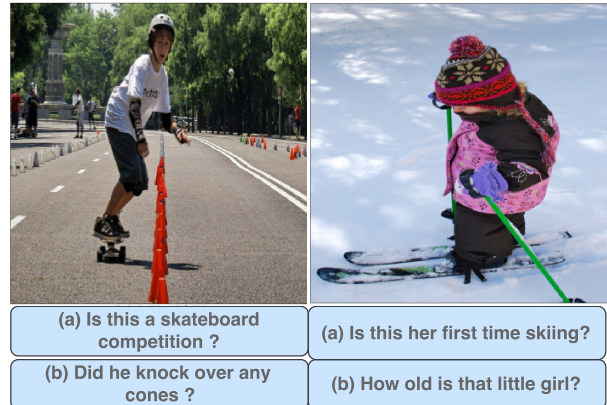 (a) Is this a skateboard
competition ?
(b) Did he knock over any
cones ?
(a) Is this her first time skiing?
(b) How old is that little girl?